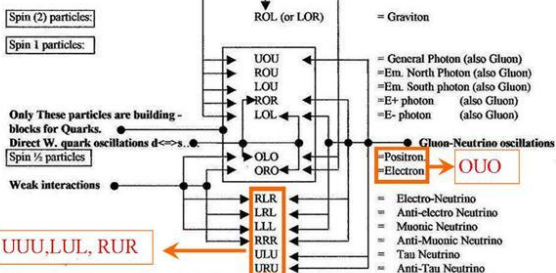 Spin (2) particles:
ROL (or LOR)
= Graviton
Spin 1 particles:
UOU
= General Photon (also Gluon)
ROU
=Em. North Photon (also Gluon)
LOU
=Em. South photon (also Gluon)
ROR
=E+ photon (also Gluon)
Only These particles are building -
LOL
=E- photon (also Gluon)
blocks for Quarks.
Direct W. quark oscillations d<=>s....
Gluon-Neutrino oscillations
Spin ½ particles
OLO
=Positron.
ORO
=Electron
OUO
Weak interactions
RLR
= Electro-Neutrino
LRL
= Anti-electro Neutrino
LLL
= Muonic Neutrino
RRR
= Anti-Muonic Neutrino
UUU,LUL, RUR
ULU
= Tau Neutrino
URU
= Anti-Tau Neutrino